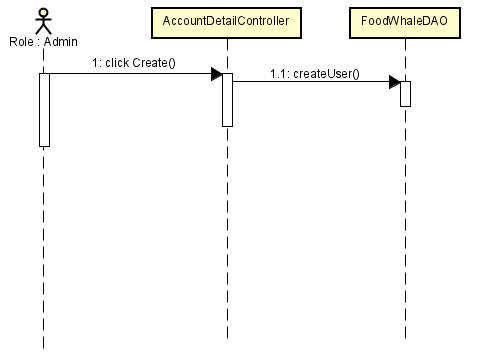 AccountDetailController
FoodWhaleDAO
Role : Admin
1: click Create()
1.1: createUser()